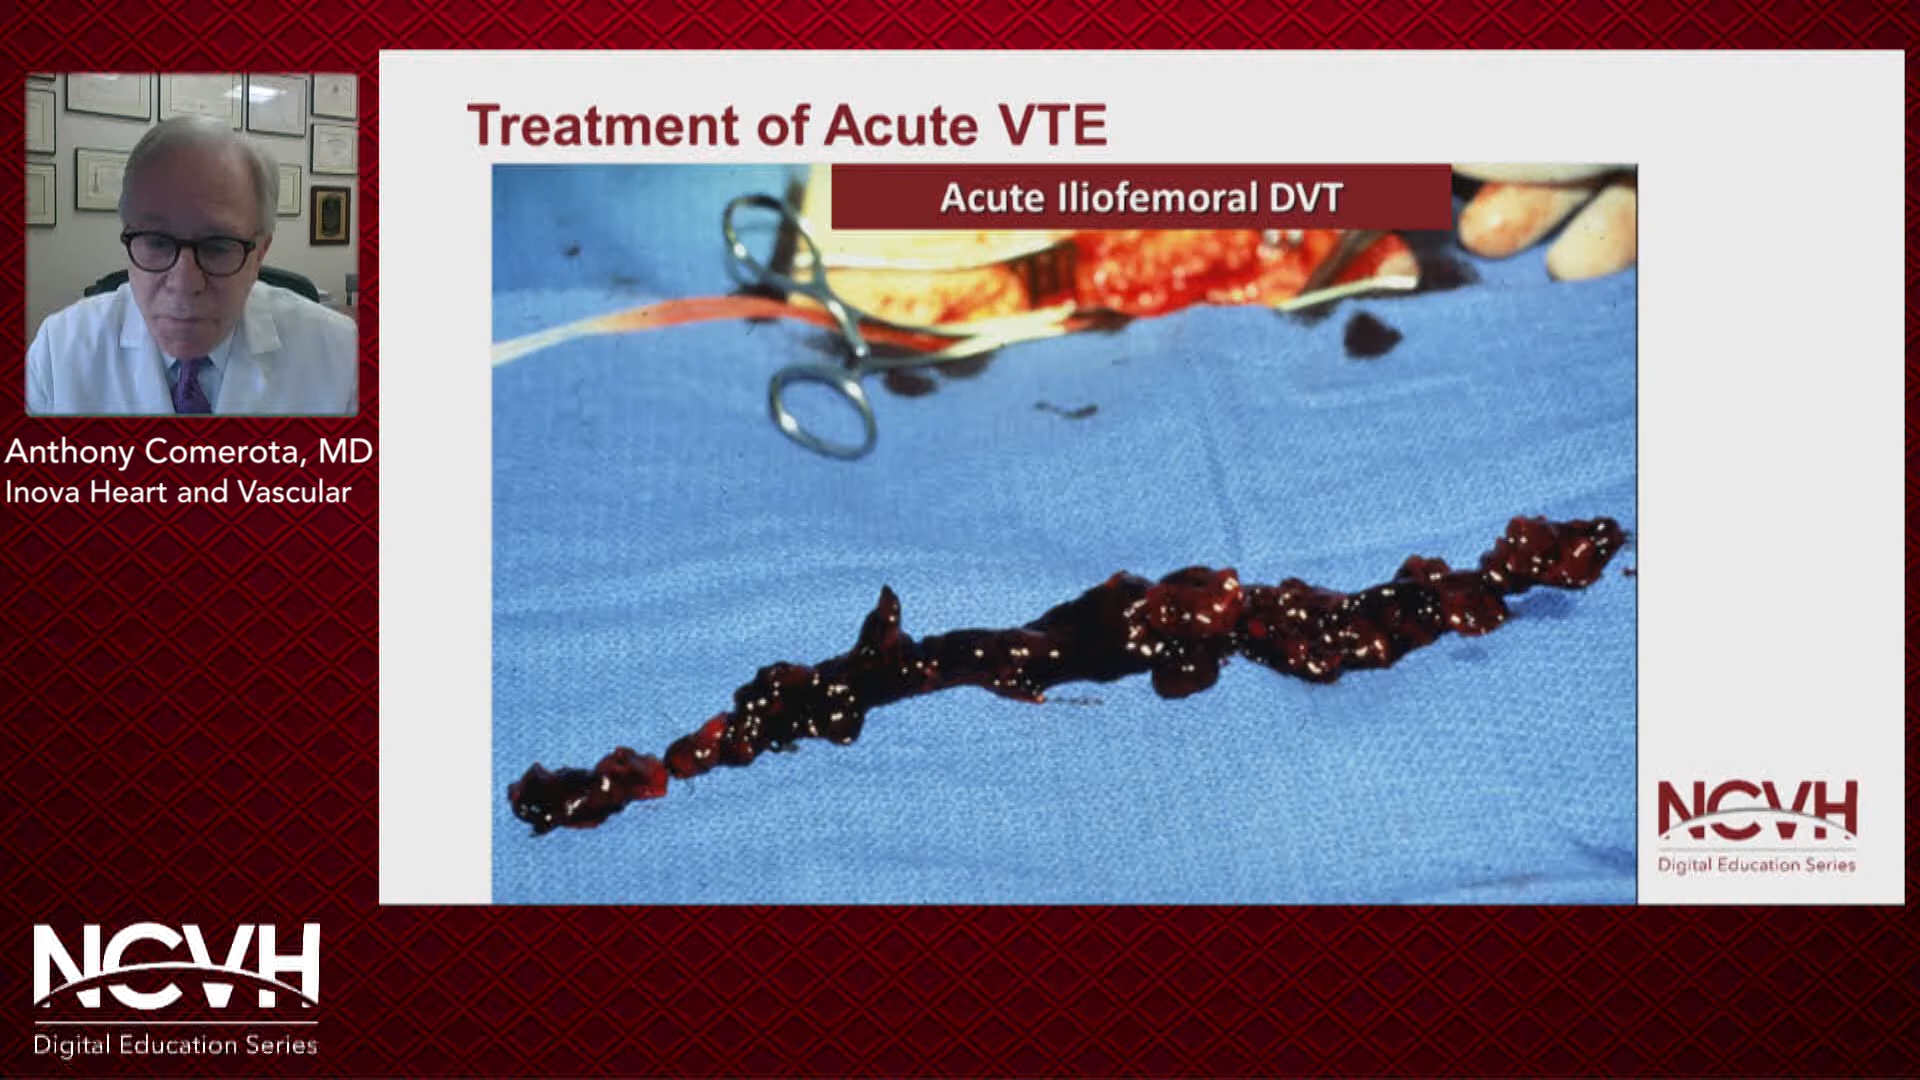 Treatment of Acute VTE
Acute Iliofemoral DVT
Anthony Comerota, MD
Inova Heart and Vascular
NCVH
Digital Education Series
NCVH
Digital Education Series